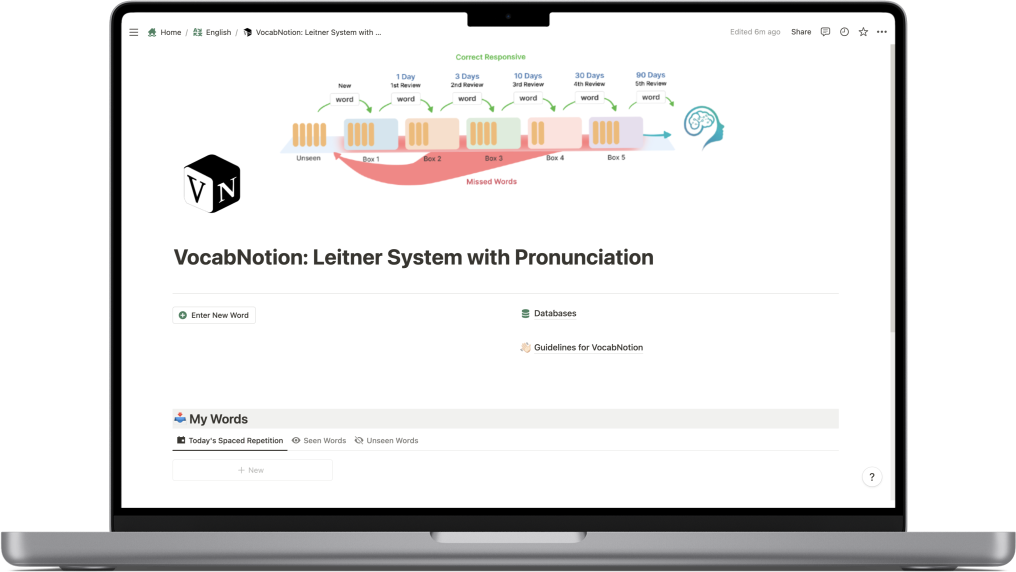 Home / English / VocabNotion: Leitner System with ...
Edited 6m ago Share
Correct Responsive
1 Day 3 Days 10 Days 30 Days 90 Days
New 1st Review 2nd Review 3rd Review 4th Review 5th Review
word word word word word word
Unseen Box 1 Box 2 Box 3 Box 4 Box 5
Missed Words
V N
VocabNotion: Leitner System with Pronunciation
Enter New Word
Databases
Guidelines for VocabNotion
My Words
Today's Spaced Repetition Seen Words Unseen Words
+ New
?